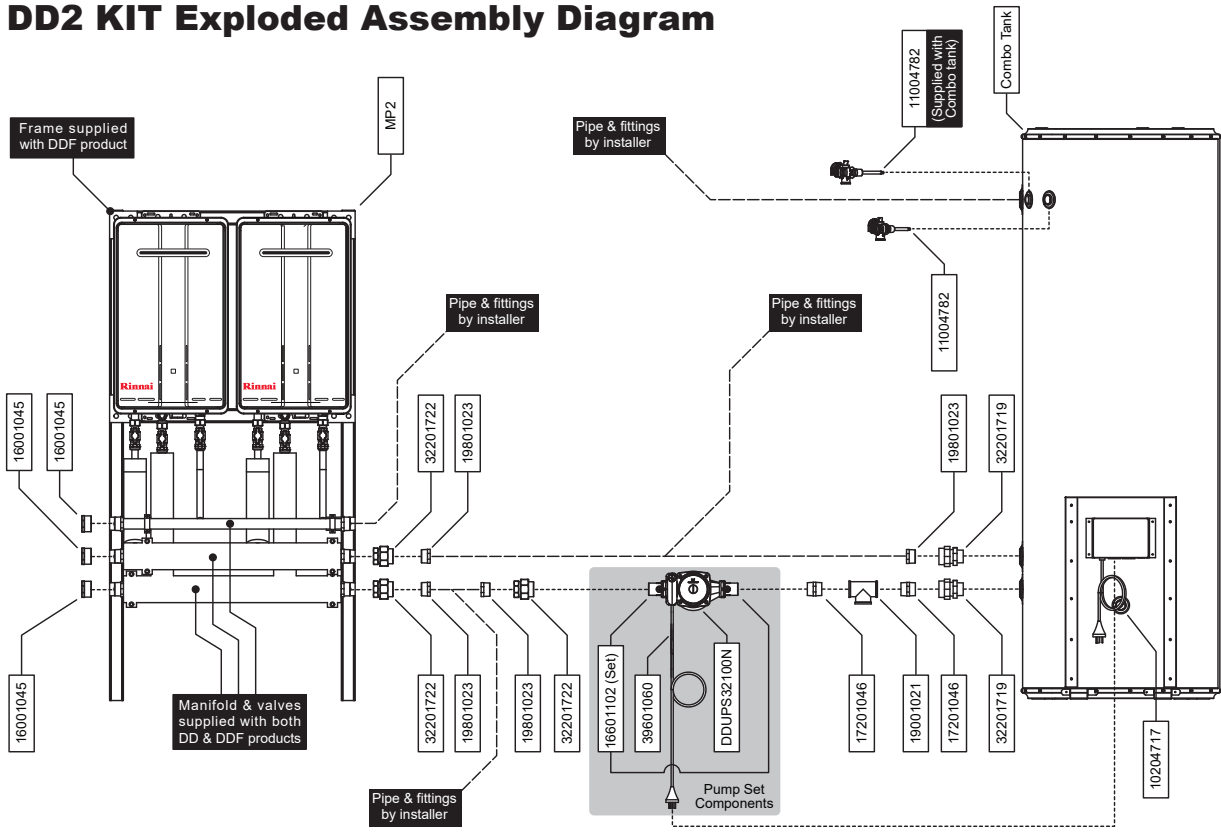 DD2 KIT Exploded Assembly Diagram
Frame supplied
with DDF product
MP2
Pipe & fittings
by installer
11004782
(Supplied with
Combo tank)
Combo Tank
11004782
Pipe & fittings
by installer
Pipe & fittings
by installer
Rinnai
Rinnai
16001045
16001045
32201722
19801023
19801023
32201719
16001045
Manifold & valves
supplied with both
DD & DDF products
32201722
19801023
19801023
32201722
16601102 (Set)
39601060
DDUPS32100N
17201046
19001021
17201046
32201719
10204717
Pump Set
Components
Pipe & fittings
by installer